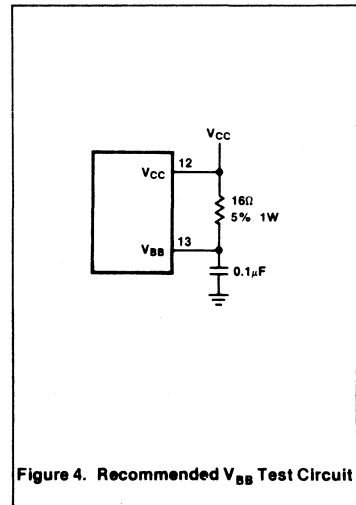 VCC
12
VCC
16Ω
5% 1W
13
VBB
0.1μF
Figure 4. Recommended VBB Test Circuit